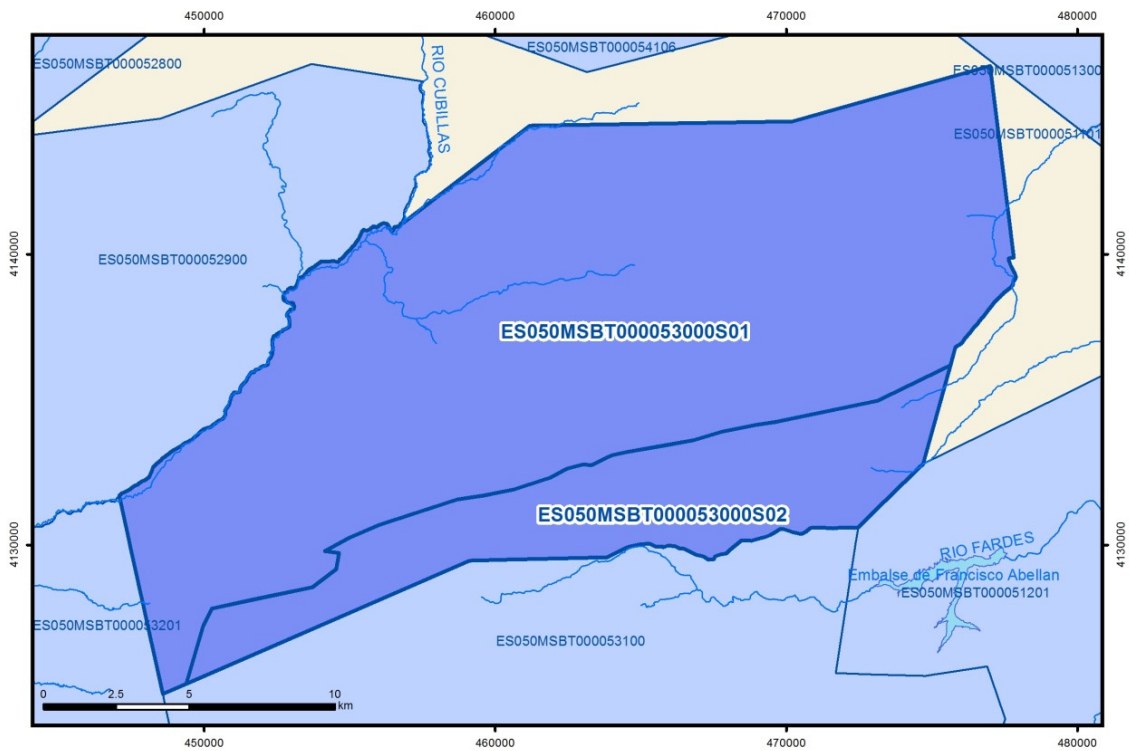 450000
460000
470000
480000
ES050MSBT000054106
ES050MSBT000052800
ES050MSBT000051300
RIO CUBILLAS
ES050MSBT000051101
4140000
4140000
ES050MSBT000052900
ES050MSBT000053000S01
ES050MSBT000053000S02
4130000
4130000
RIO FARDES
Embalse de Francisco Abellan
ES050MSBT000051201
ES050MSBT000053201
ES050MSBT000053100
0
2.5
5
10
km
450000
460000
470000
480000